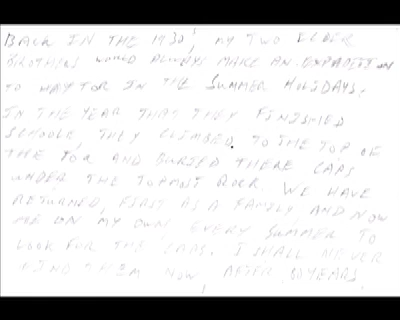 BACK IN THE 1930' MY TWO ELDER
BROTHERS WOULD ALWAYS MAKE AN EXPEDITION
TO HAYTOR IN THE SUMMER HOLIDAYS.
IN THE YEAR THAT THEY FINISHED
SCHOOL, THEY CLIMBED TO THE TOP OF
THE TOR AND BURIED THERE CAPS
UNDER THE TOPMOST ROCK. WE HAVE
RETURNED, FIRST AS A FAMILY, AND NOW
ME ON MY OWN, EVERY SUMMER TO
LOOK FOR THE CAPS. I SHALL NEVER
FIND THEM NOW AFTER YEARS